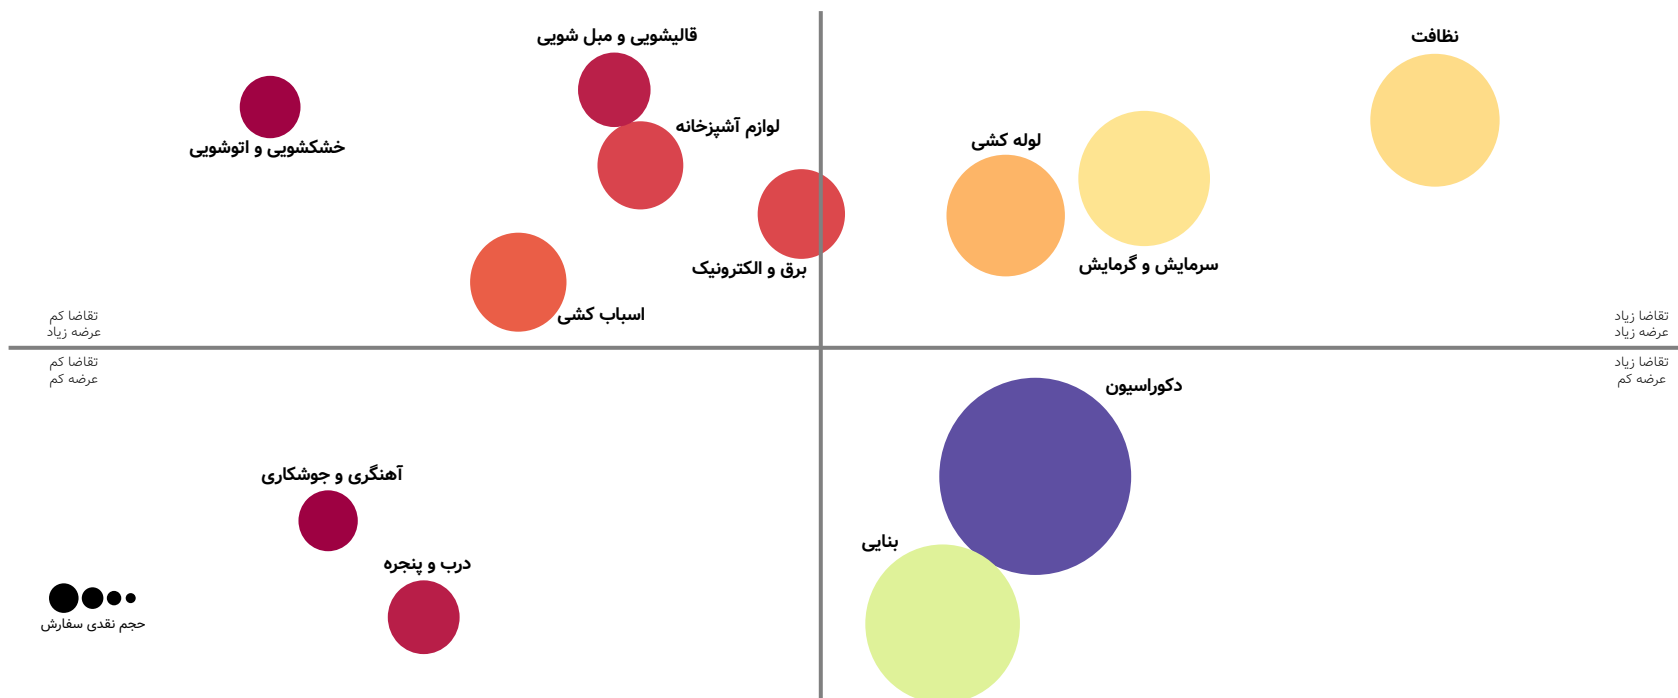 نظافت
قالیشویی و مبل شویی
لوازم آشپزخانه
لوله کشی
خشکشویی و اتوشویی
سرمایش و گرمایش
برق و الکترونیک
اسباب کشی
تقاضا زیاد
عرضه زیاد
تقاضا کم
عرضه زیاد
تقاضا زیاد
عرضه کم
تقاضا کم
عرضه کم
دکوراسیون
آهنگری و جوشکاری
بنایی
درب و پنجره
حجم نقدی سفارش